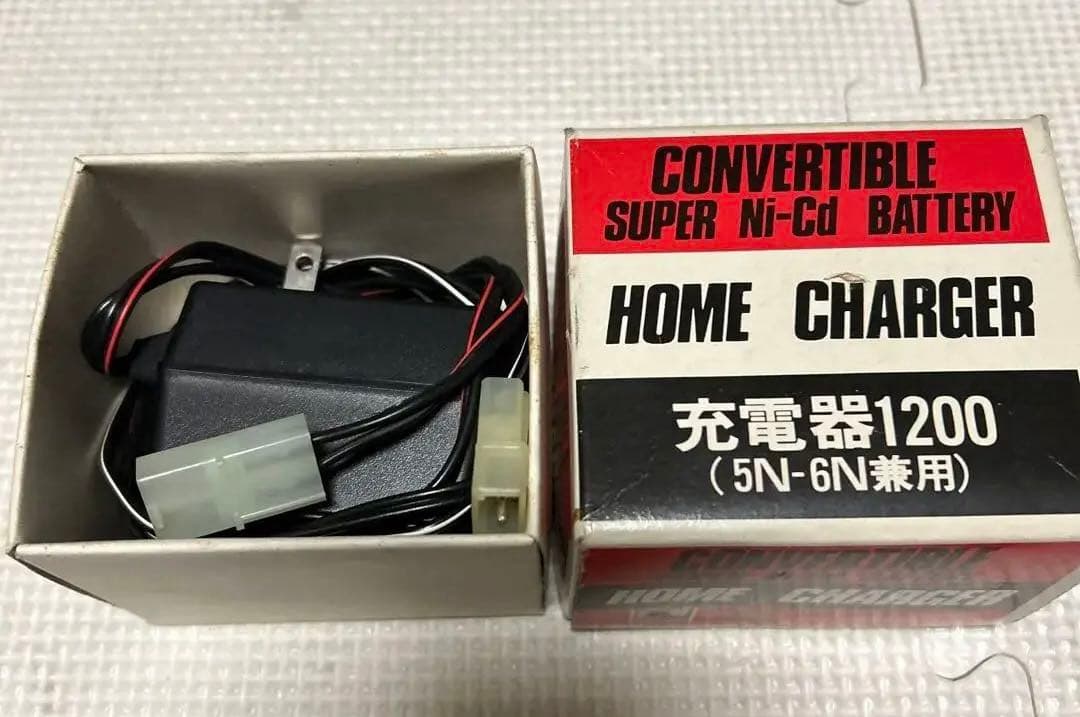 CONVERTIBLE
SUPER Ni-Cd BATTERY
HOME CHARGER
充電器1200
(5N-6N兼用)
CONVERTIBLE
HOME CHARGER